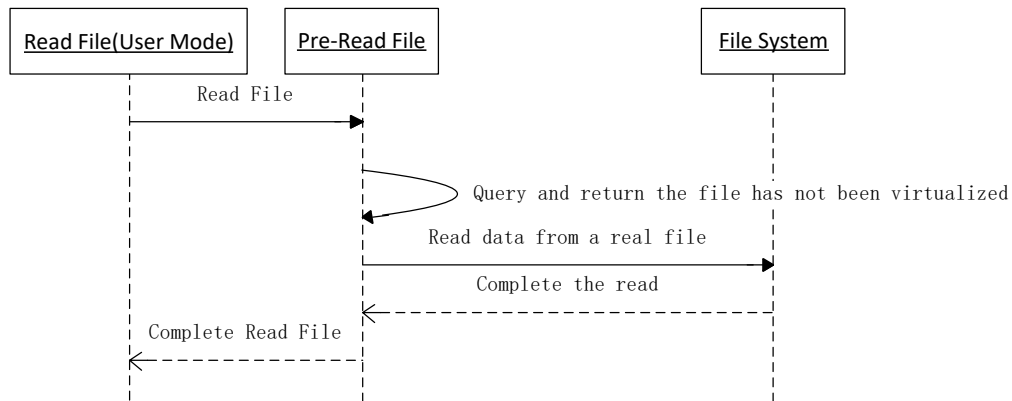 Read File(User Mode)
Pre-Read File
File System
Read File
Query and return the file has not been virtualized
Read data from a real file
Complete the read
Complete Read File